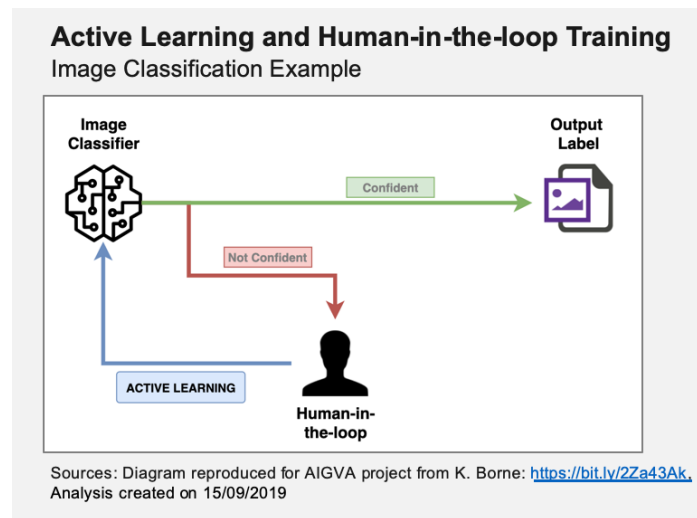 Active Learning and Human-in-the-loop Training
Image Classification Example
Image
Classifier
Output
Label
Confident
Not Confident
ACTIVE LEARNING
Human-in-
the-loop
Sources: Diagram reproduced for AIGVA project from K. Borne: https://bit.ly/2Za43Ak,
Analysis created on 15/09/2019